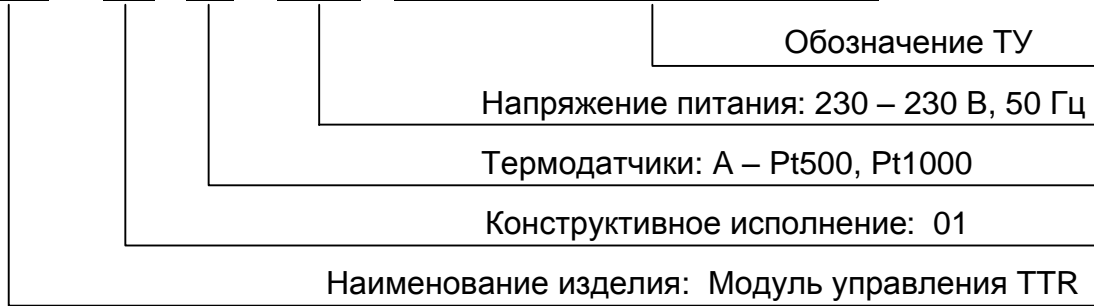 Обозначение ТУ
Напряжение питания: 230 – 230 В, 50 Гц
Термодатчики: А – Pt500, Pt1000
Конструктивное исполнение:  01
Наименование изделия:  Модуль управления TTR